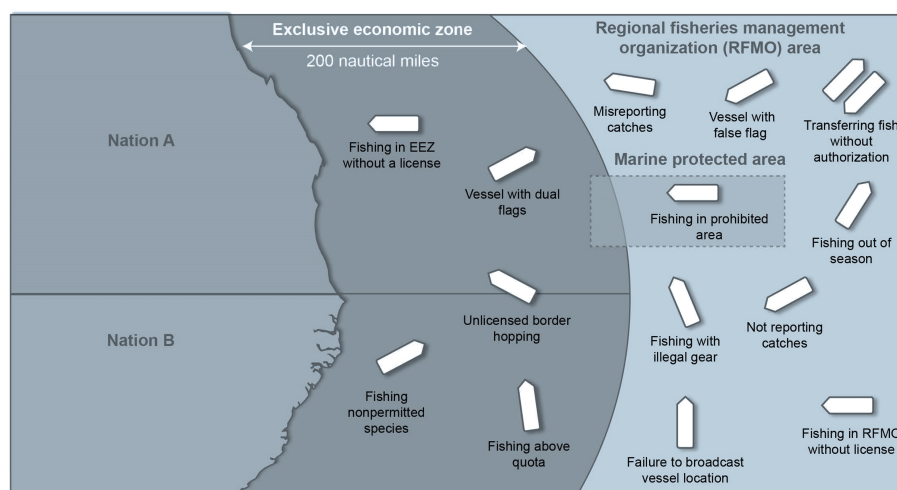 Exclusive economic zone
200 nautical miles
Regional fisheries management
organization (RFMO) area
Nation A
Fishing in EEZ
without a license
Vessel with dual
flags
Misreporting
catches
Vessel with
false flag
Transferring fish
without
authorization
Marine protected area
Fishing in prohibited
area
Fishing out of
season
Nation B
Unlicensed border
hopping
Fishing
nonpermitted
species
Fishing above
quota
Fishing with
illegal gear
Not reporting
catches
Failure to broadcast
vessel location
Fishing in RFMO
without license